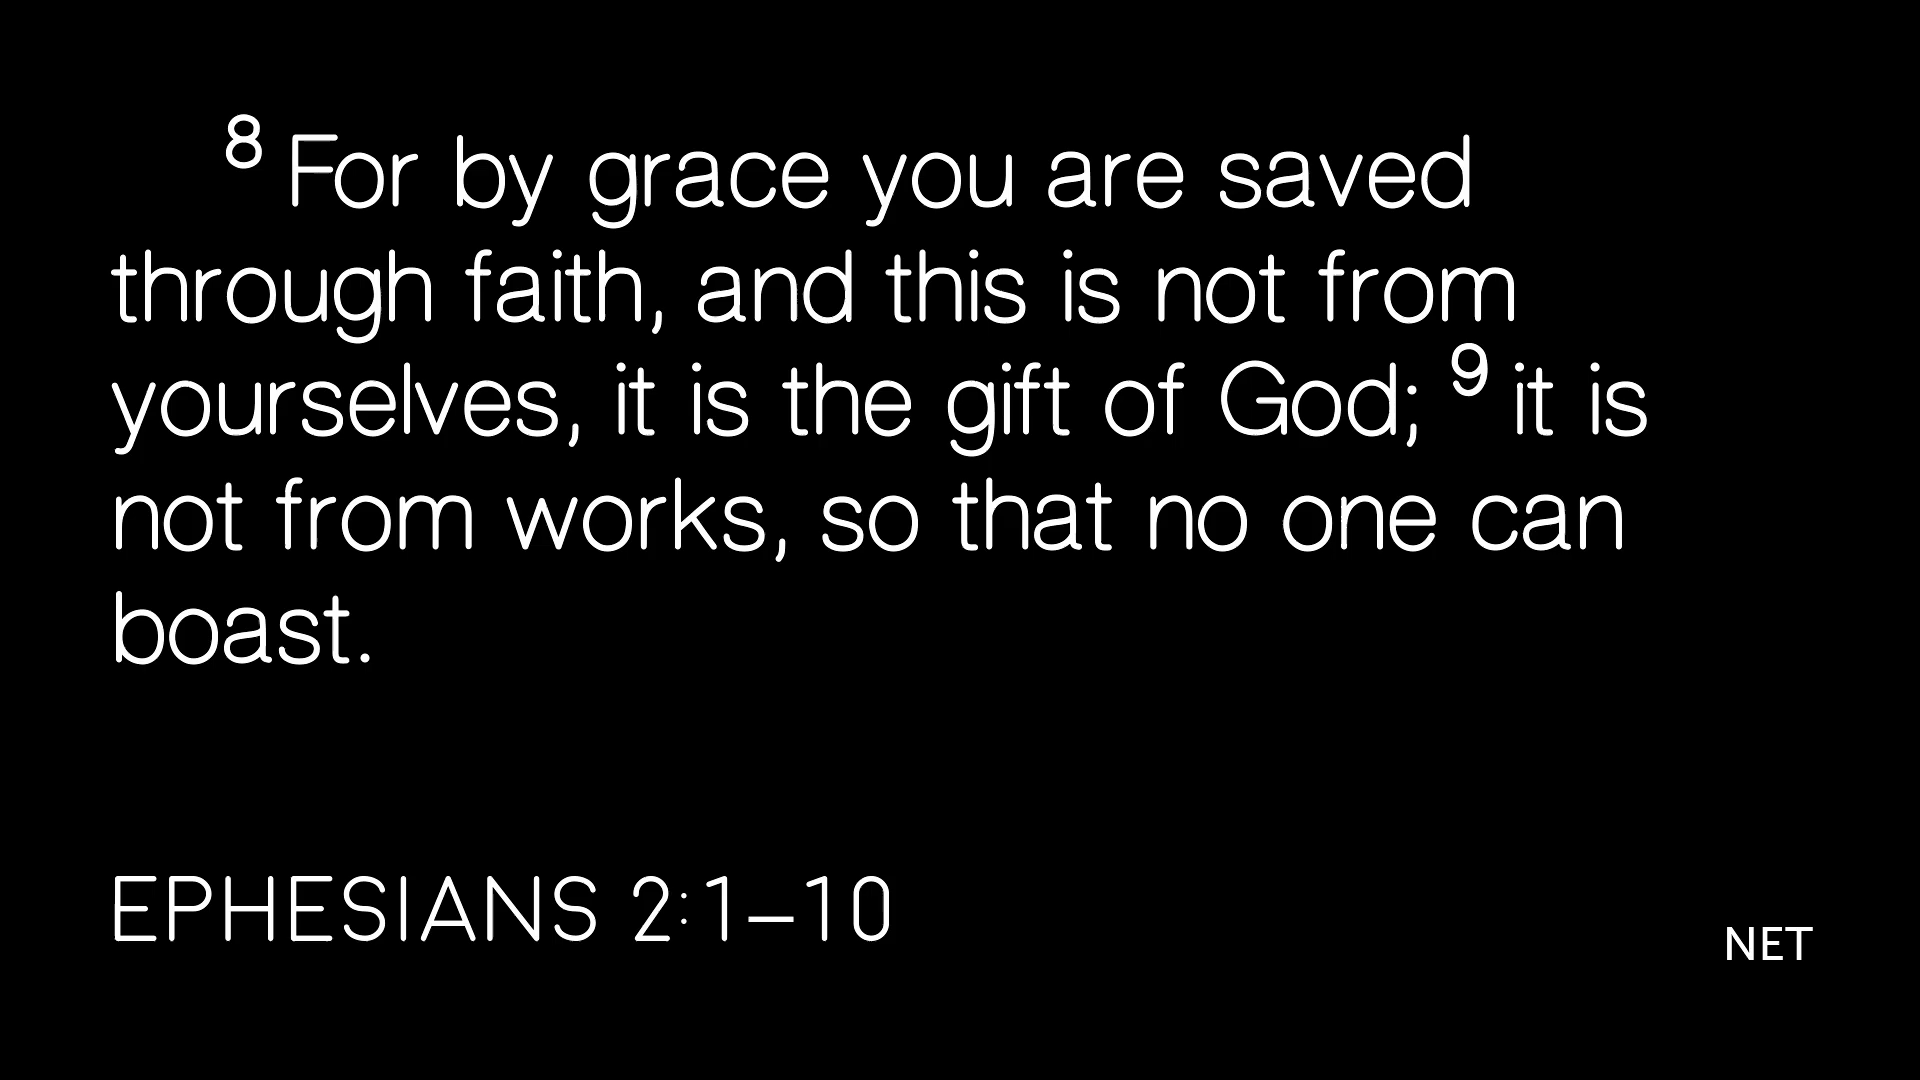 ⁸ For by grace you are saved
through faith, and this is not from
yourselves, it is the gift of God; ⁹ it is
not from works, so that no one can
boast.
EPHESIANS 2:1–10
NET